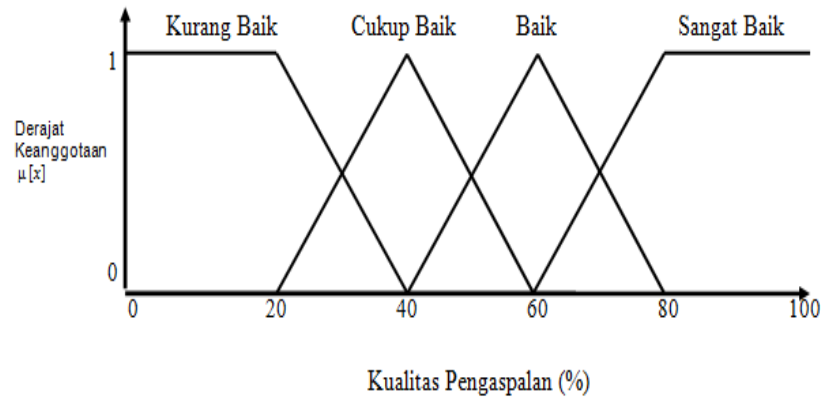 Kurang Baik Cukup Baik Baik Sangat Baik
1
Derajat
Keanggotaan
μ[x]
0
0 20 40 60 80 100
Kualitas Pengaspalan (%)